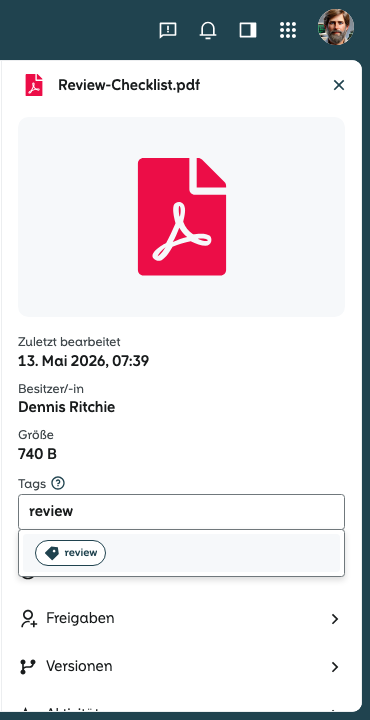 Review-Checklist.pdf
Zuletzt bearbeitet
13. Mai 2026, 07:39
Besitzer/-in
Dennis Ritchie
Größe
740 B
Tags
review
review
Freigaben
Versionen